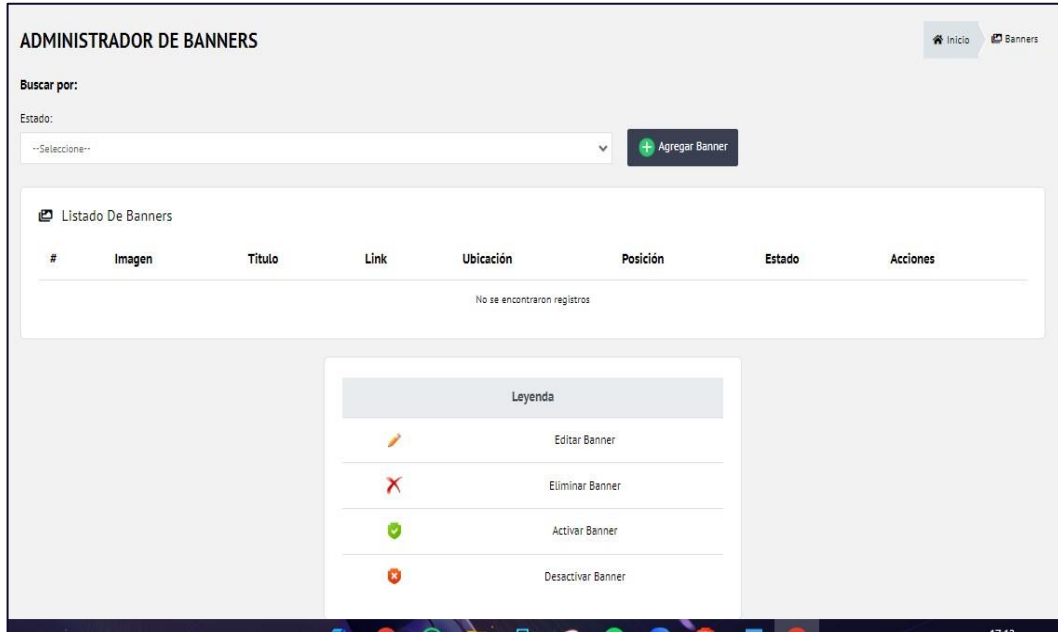 ADMINISTRADOR DE BANNERS
Inicio Banners
Buscar por:
Estado:
--Seleccione--
Agregar Banner
Listado De Banners
# Imagen Titulo Link Ubicación Posición Estado Acciones
No se encontraron registros
Leyenda
Editar Banner
Eliminar Banner
Activar Banner
Desactivar Banner